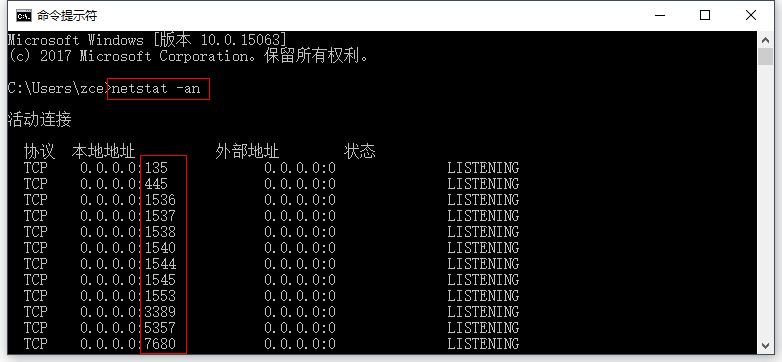 命令提示符
Microsoft Windows [版本 10.0.15063]
(c) 2017 Microsoft Corporation。保留所有权利。
C:\Users\zce>netstat -an
活动连接
协议 本地地址 外部地址 状态
TCP 0.0.0.0:135 0.0.0.0:0 LISTENING
TCP 0.0.0.0:445 0.0.0.0:0 LISTENING
TCP 0.0.0.0:1536 0.0.0.0:0 LISTENING
TCP 0.0.0.0:1537 0.0.0.0:0 LISTENING
TCP 0.0.0.0:1538 0.0.0.0:0 LISTENING
TCP 0.0.0.0:1540 0.0.0.0:0 LISTENING
TCP 0.0.0.0:1544 0.0.0.0:0 LISTENING
TCP 0.0.0.0:1545 0.0.0.0:0 LISTENING
TCP 0.0.0.0:1553 0.0.0.0:0 LISTENING
TCP 0.0.0.0:3389 0.0.0.0:0 LISTENING
TCP 0.0.0.0:5357 0.0.0.0:0 LISTENING
TCP 0.0.0.0:7680 0.0.0.0:0 LISTENING